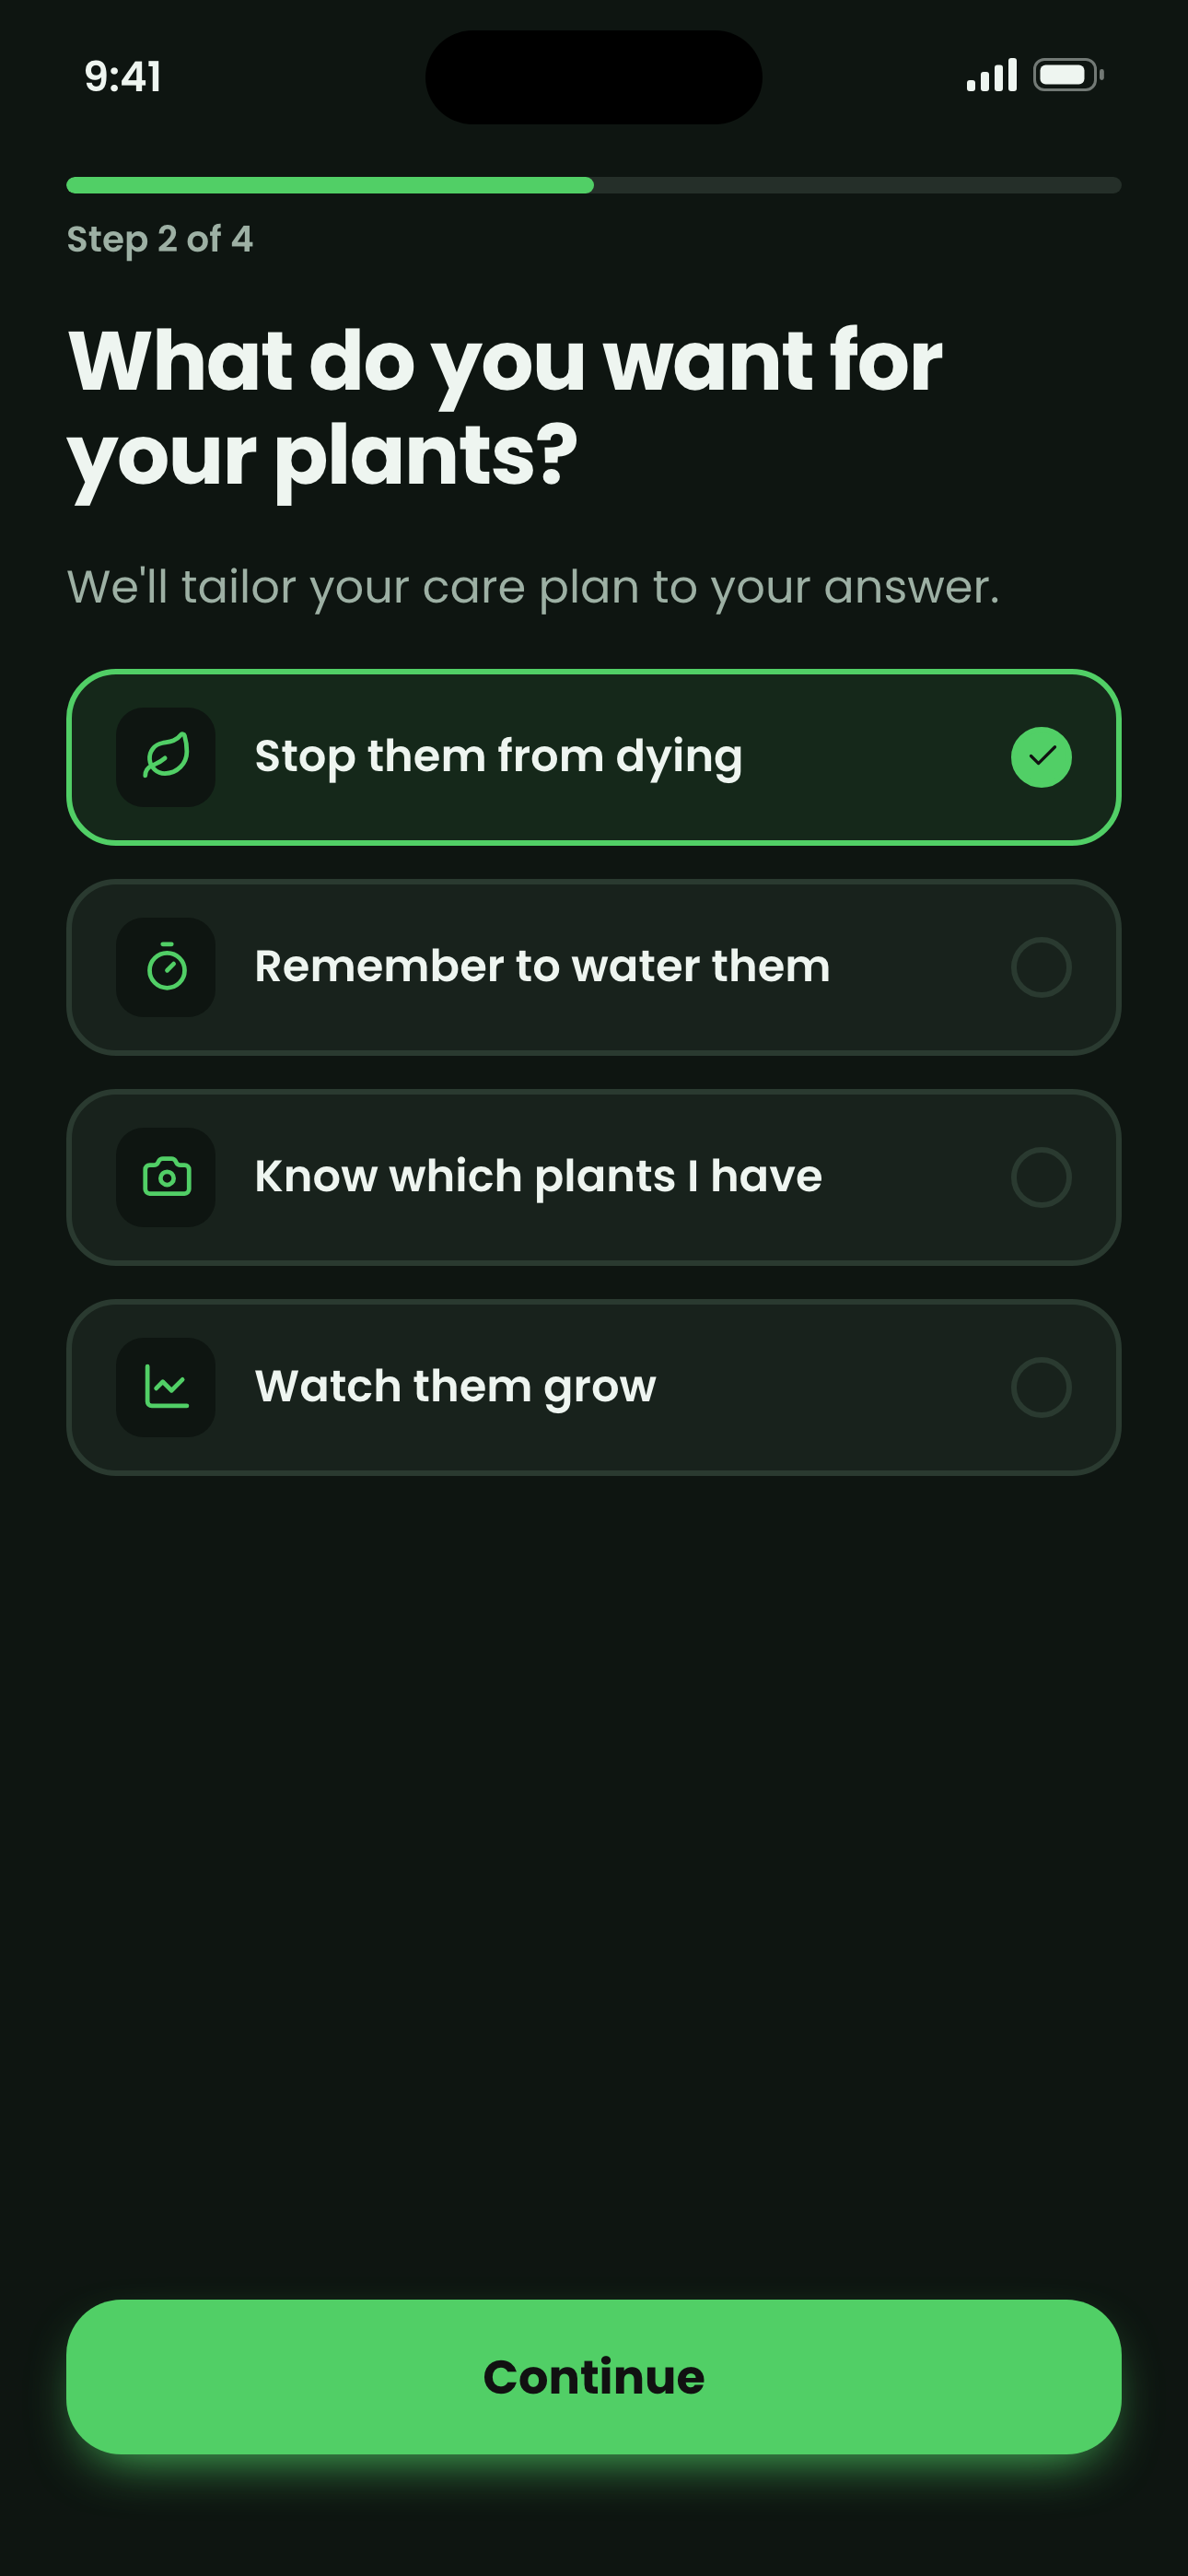 9:41
Step 2 of 4
What do you want for
your plants?
We'll tailor your care plan to your answer.
Stop them from dying
Remember to water them
Know which plants I have
Watch them grow
Continue